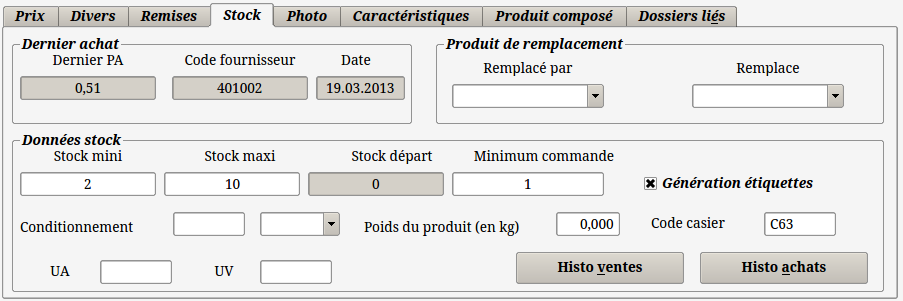 Prix Divers Remises Stock Photo Caractéristiques Produit composé Dossiers liés
Dernier achat
Dernier PA Code fournisseur Date
0,51 401002 19.03.2013
Produit de remplacement
Remplacé par Remplace
Données stock
Stock mini Stock maxi Stock départ Minimum commande
2 10 0 1
Génération étiquettes
Conditionnement Poids du produit (en kg) 0,000 Code casier C63
UA UV Histo ventes Histo achats